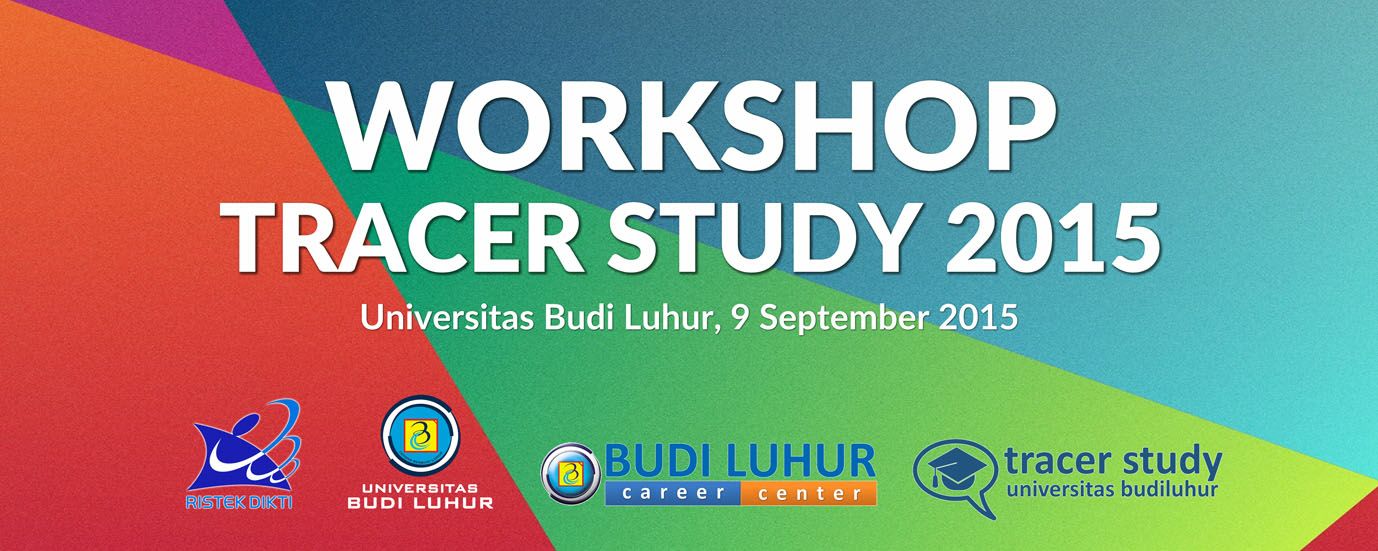 WORKSHOP
TRACER STUDY 2015
Universitas Budi Luhur, 9 September 2015
RISTEK DIKTI
UNIVERSITAS
BUDI LUHUR
BUDI LUHUR
career center
tracer study
universitas budiluhur